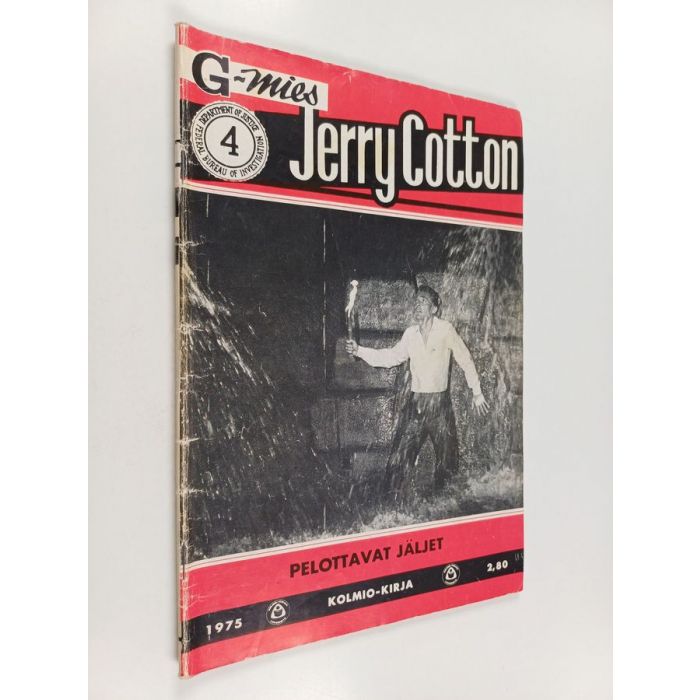 G-mies
DEPARTMENT OF JUSTICE
4
FEDERAL BUREAU OF INVESTIGATION
Jerry Cotton
PELOTTAVAT JÄLJET
1975 KOLMIO-KIRJA 2,80